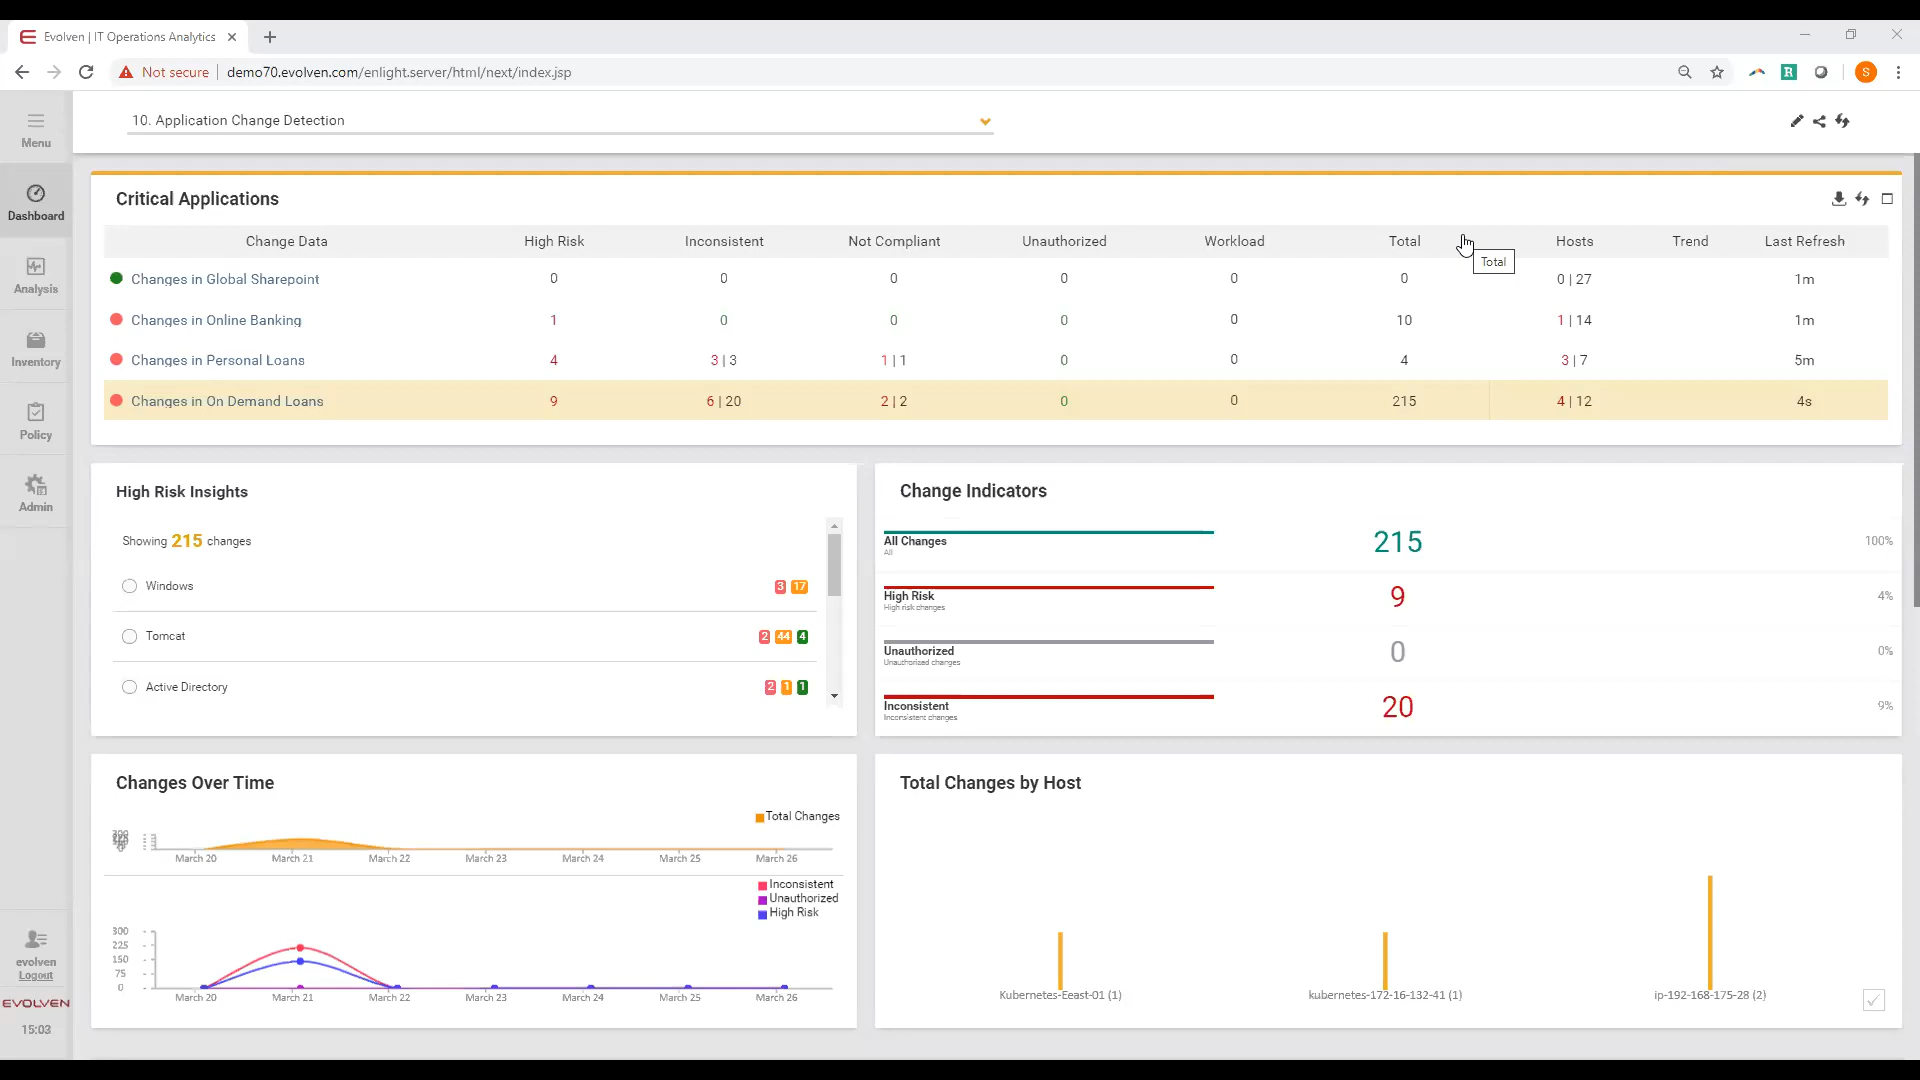 Evolven | IT Operations Analytics
Not secure
demo70.evolven.com/enlight.server/html/next/index.jsp
R
S
Menu
10. Application Change Detection
Dashboard
Analysis
Inventory
Policy
Admin
evolven
Logout
EVOLVEN
15:03
Critical Applications
Change Data High Risk Inconsistent Not Compliant Unauthorized Workload Total Hosts Trend Last Refresh
Total
Changes in Global Sharepoint 0 0 0 0 0 0 0 | 27 1m
Changes in Online Banking 1 0 0 0 0 10 1 | 14 1m
Changes in Personal Loans 4 3 | 3 1 | 1 0 0 4 3 | 7 5m
Changes in On Demand Loans 9 6 | 20 2 | 2 0 0 215 4 | 12 4s
High Risk Insights
Showing 215 changes
Windows 3 17
Tomcat 2 44 4
Active Directory 2 1 1
Change Indicators
All Changes 215 100%
All
High Risk 9 4%
High risk changes
Unauthorized 0 0%
Unauthorized changes
Inconsistent 20 9%
Inconsistent changes
Changes Over Time
Total Changes
March 20 March 21 March 22 March 23 March 24 March 25 March 26
Inconsistent
Unauthorized
High Risk
300
225
150
75
0
March 20 March 21 March 22 March 23 March 24 March 25 March 26
Total Changes by Host
Kubernetes-Eeast-01 (1) kubernetes-172-16-132-41 (1) ip-192-168-175-28 (2)